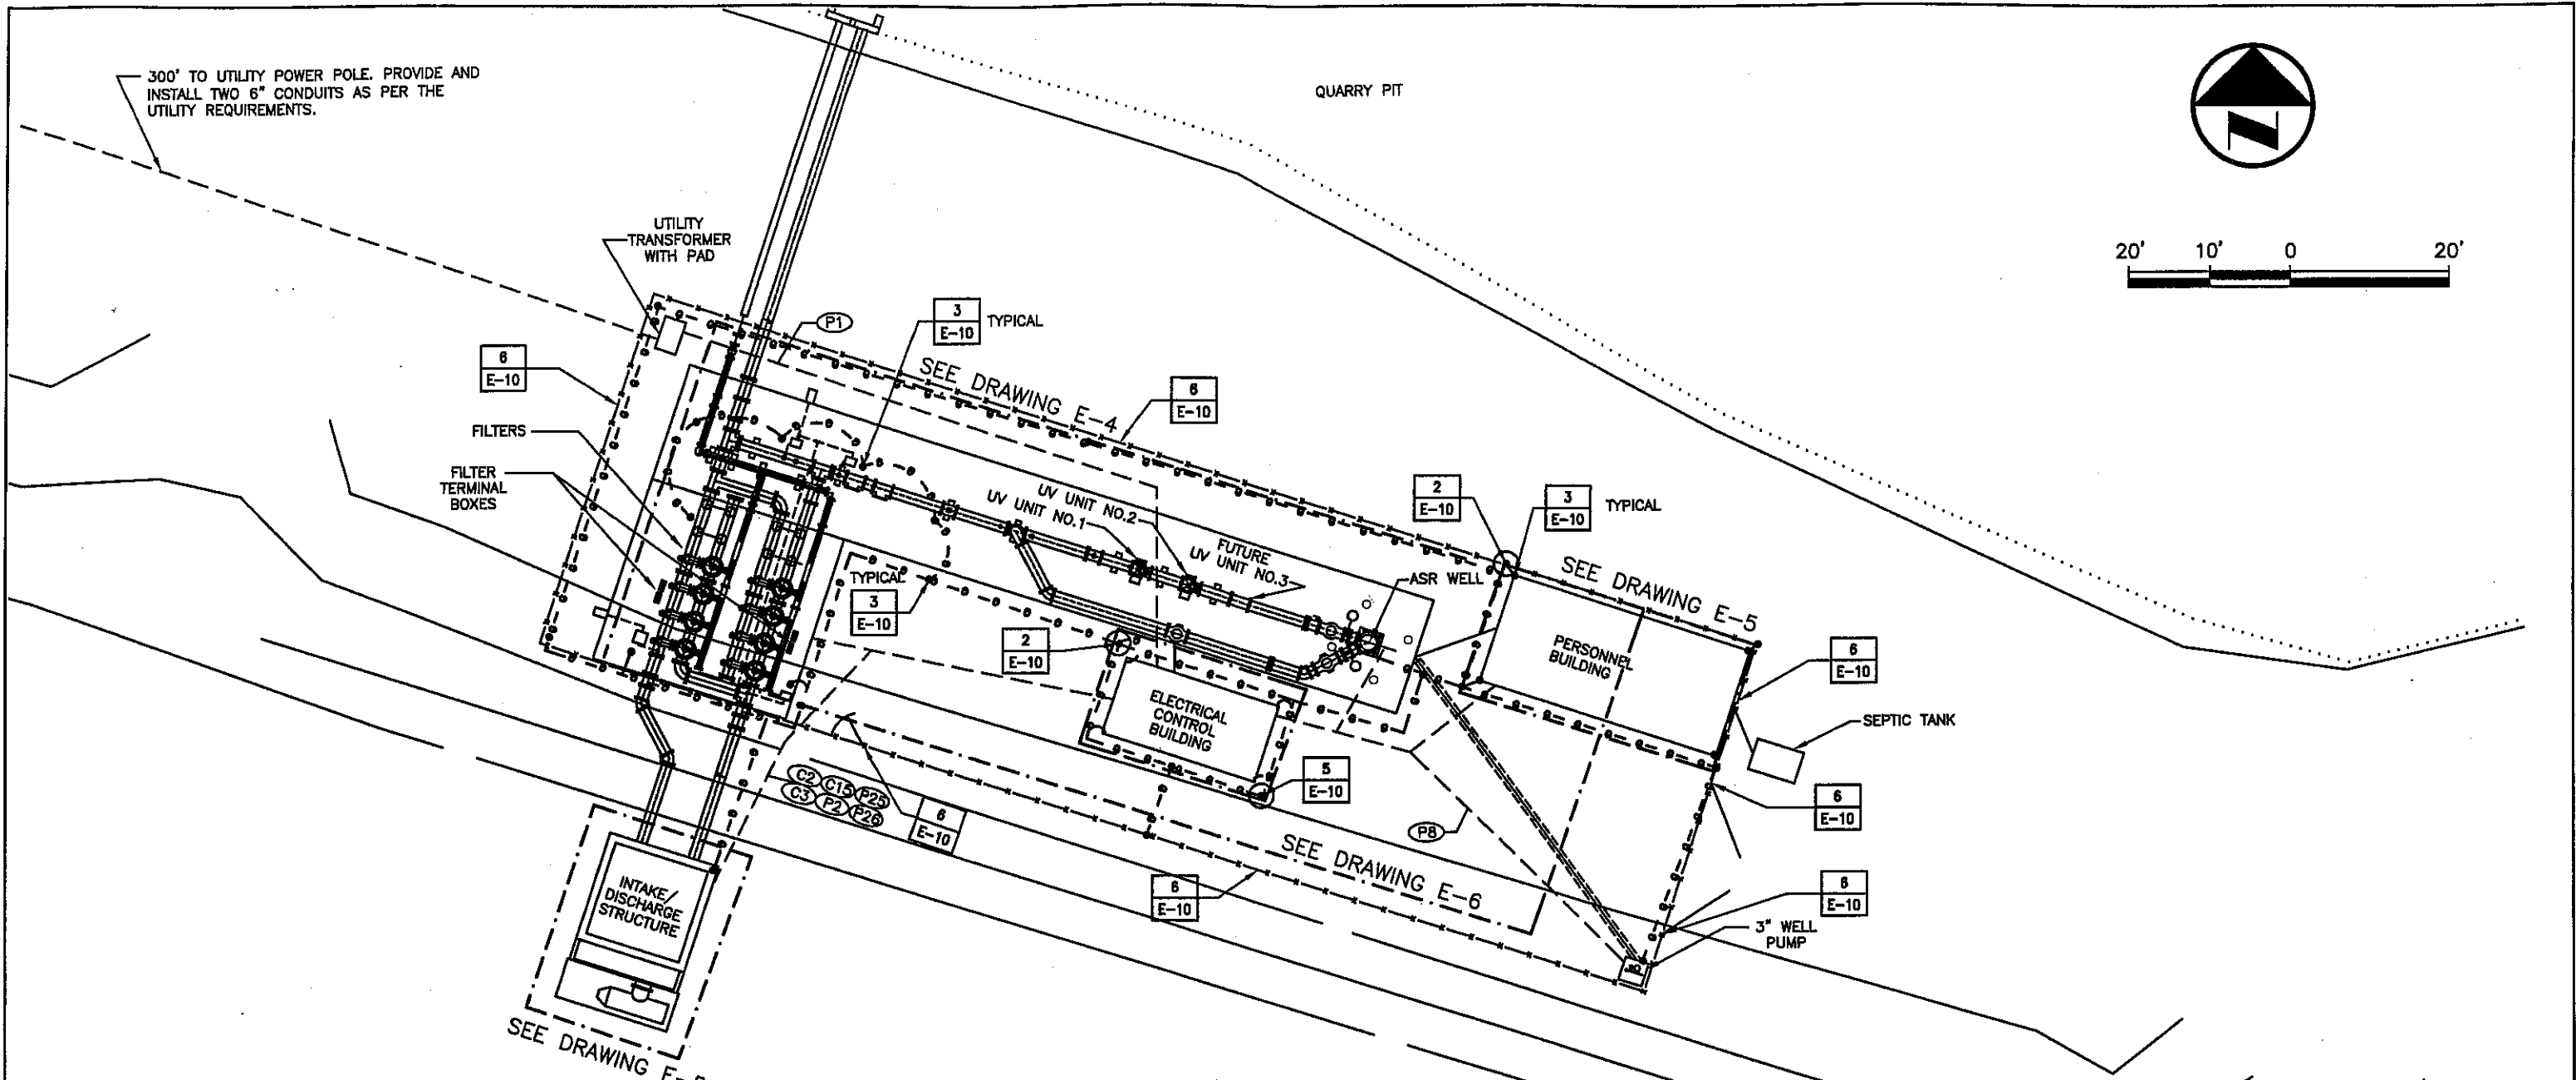 300' TO UTILITY POWER POLE. PROVIDE AND
INSTALL TWO 6" CONDUITS AS PER THE
UTILITY REQUIREMENTS.
QUARRY PIT
20' 10' 0 20'
UTILITY
TRANSFORMER
WITH PAD
P1
3
E-10
TYPICAL
6
E-10
SEE DRAWING E-4
6
E-10
FILTERS
FILTER
TERMINAL
BOXES
UV UNIT NO.2
UV UNIT NO.1
FUTURE
UV UNIT NO.3
2
E-10
3
E-10
TYPICAL
SEE DRAWING E-5
ASR WELL
TYPICAL
3
E-10
2
E-10
PERSONNEL
BUILDING
6
E-10
SEPTIC TANK
ELECTRICAL
CONTROL
BUILDING
5
E-10
C2 C15 P25
C3 P2 P26
6
E-10
P8
6
E-10
SEE DRAWING E-6
6
E-10
6
E-10
3" WELL
PUMP
INTAKE/
DISCHARGE
STRUCTURE
SEE DRAWING